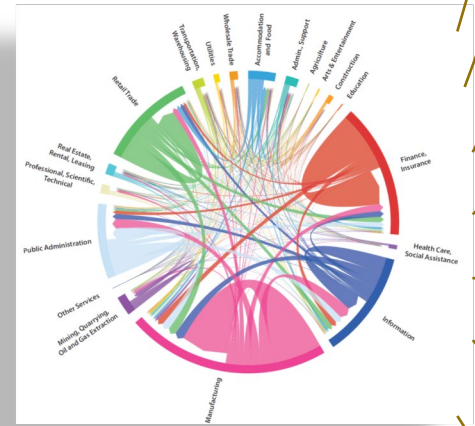 Transportation,
Warehousing
Utilities
Wholesale Trade
Accommodation
and Food
Admin., Support
Agriculture
Arts & Entertainment
Construction
Education
Retail Trade
Finance,
Insurance
Real Estate,
Rental, Leasing
Professional, Scientific,
Technical
Public Administration
Health Care,
Social Assistance
Other Services
Mining, Quarrying,
Oil and Gas Extraction
Information
Manufacturing